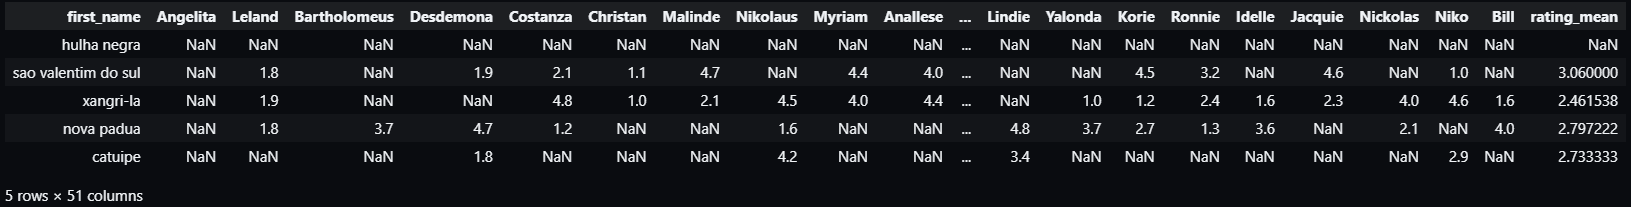 first_name Angelita Leland Bartholomeus Desdemona Costanza Christan Malinde Nikolaus Myriam Anallese ... Lindie Yalonda Korie Ronnie Idelle Jacquie Nickolas Niko Bill rating_mean
hulha negra NaN NaN NaN NaN NaN NaN NaN NaN NaN NaN ... NaN NaN NaN NaN NaN NaN NaN NaN NaN NaN
sao valentim do sul NaN 1.8 NaN 1.9 2.1 1.1 4.7 NaN 4.4 4.0 ... NaN NaN 4.5 3.2 NaN 4.6 NaN 1.0 NaN 3.060000
xangri-la NaN 1.9 NaN NaN 4.8 1.0 2.1 4.5 4.0 4.4 ... NaN 1.0 1.2 2.4 1.6 2.3 4.0 4.6 1.6 2.461538
nova padua NaN 1.8 3.7 4.7 1.2 NaN NaN 1.6 NaN NaN ... 4.8 3.7 2.7 1.3 3.6 NaN 2.1 NaN 4.0 2.797222
catuipe NaN NaN NaN 1.8 NaN NaN NaN 4.2 NaN NaN ... 3.4 NaN NaN NaN NaN NaN NaN 2.9 NaN 2.733333
5 rows × 51 columns